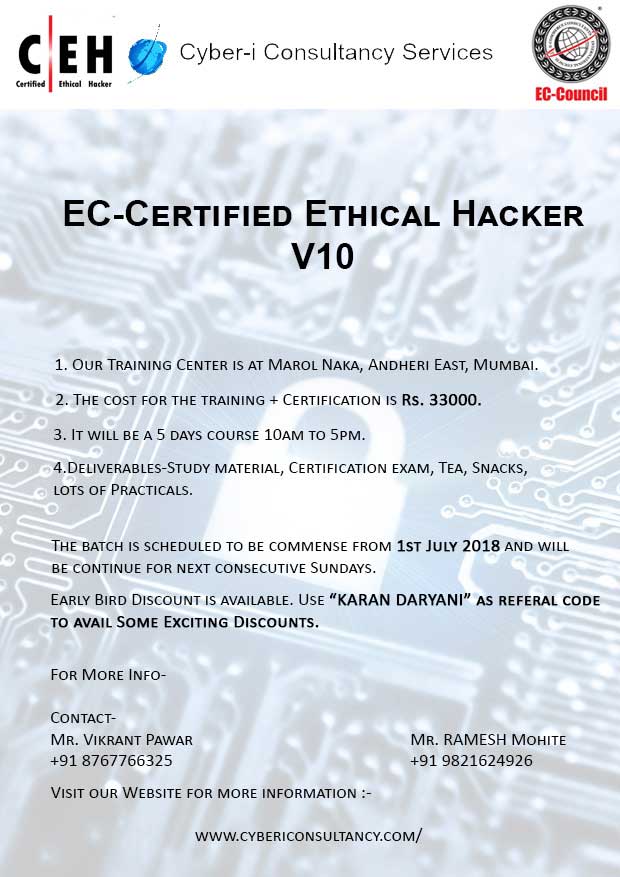 C|EH
Certified Ethical Hacker
Cyber-i Consultancy Services
EC-Council
EC-Certified Ethical Hacker
V10
1. Our Training Center is at Marol Naka, Andheri East, Mumbai.
2. The cost for the training + Certification is Rs. 33000.
3. It will be a 5 days course 10am to 5pm.
4.Deliverables-Study material, Certification exam, Tea, Snacks,
lots of Practicals.
The batch is scheduled to be commense from 1st July 2018 and will
be continue for next consecutive Sundays.
Early Bird Discount is available. Use “KARAN DARYANI” as referal code
to avail Some Exciting Discounts.
For More Info-
Contact-
Mr. Vikrant Pawar
+91 8767766325
Mr. RAMESH Mohite
+91 9821624926
Visit our Website for more information :-
www.cybericonsultancy.com/